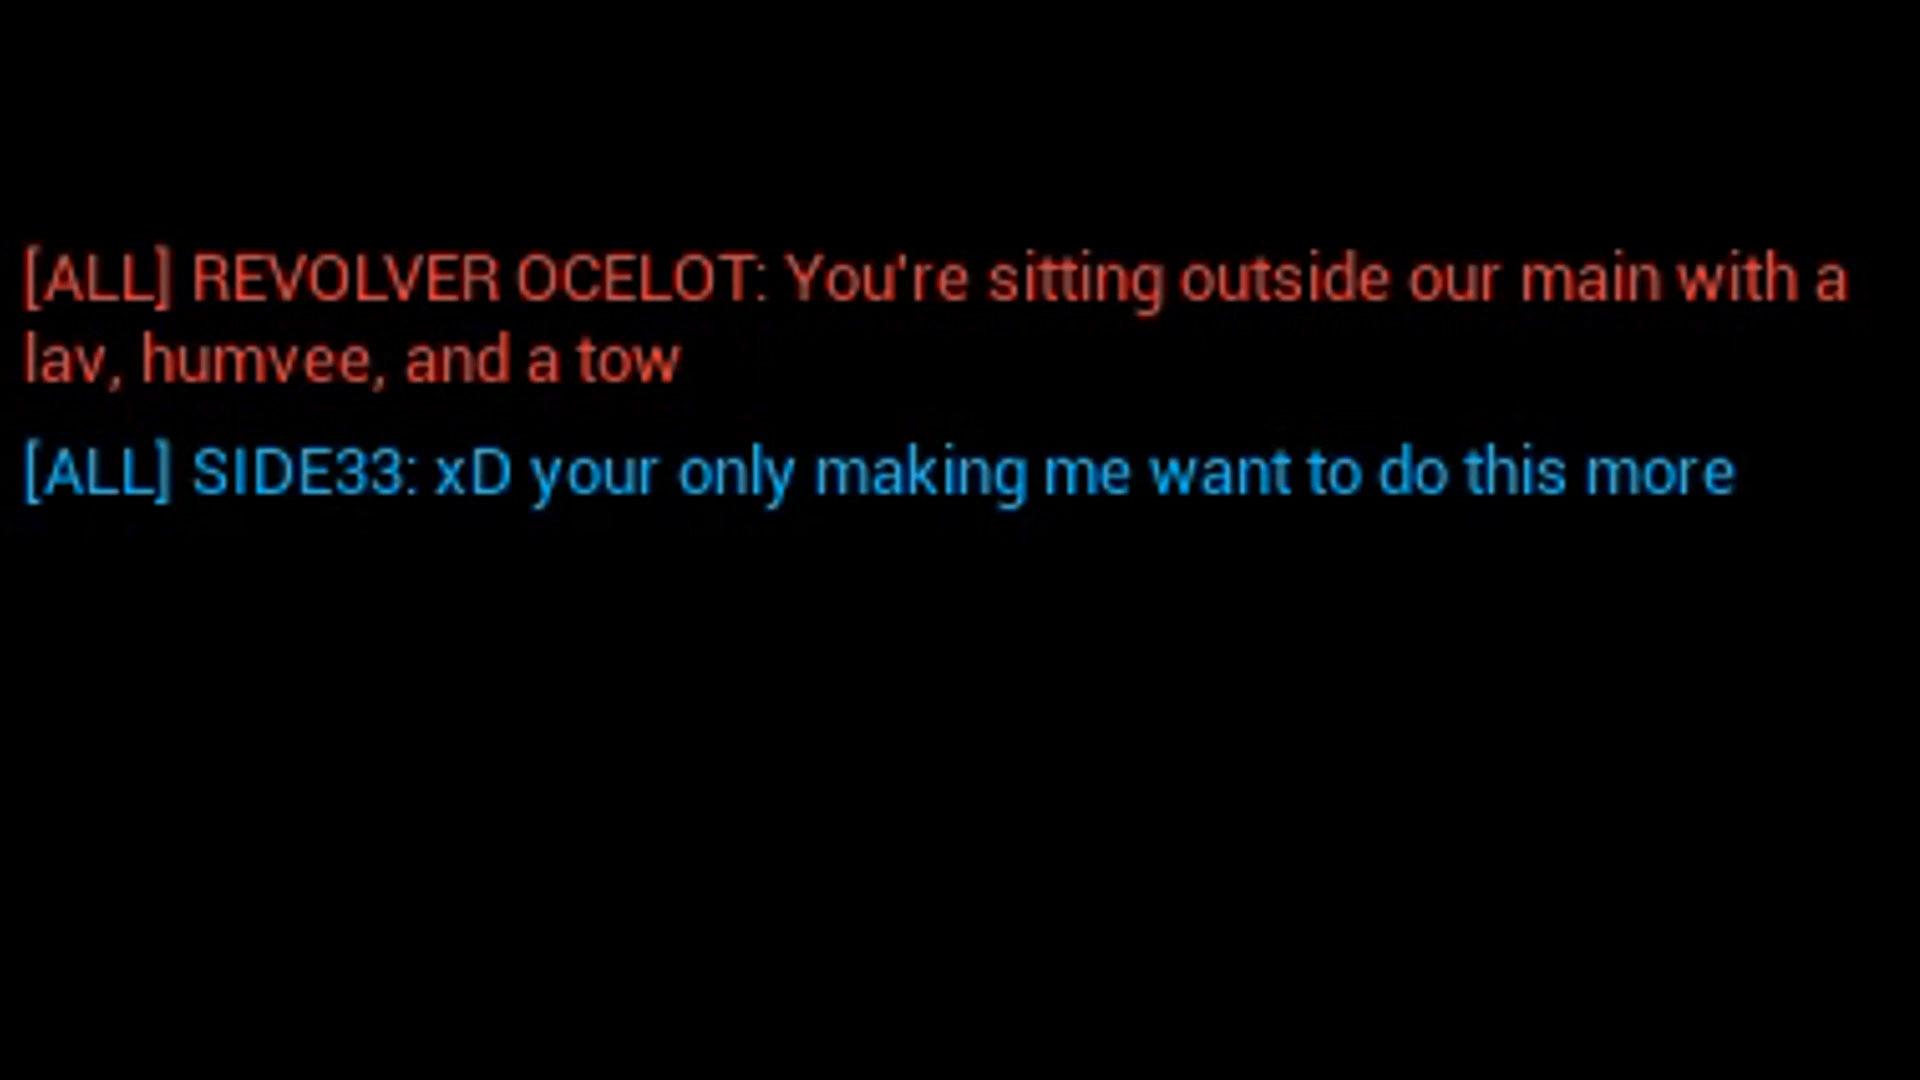 [ALL] REVOLVER OCELOT: You're sitting outside our main with a
lav, humvee, and a tow
[ALL] SIDE33: xD your only making me want to do this more